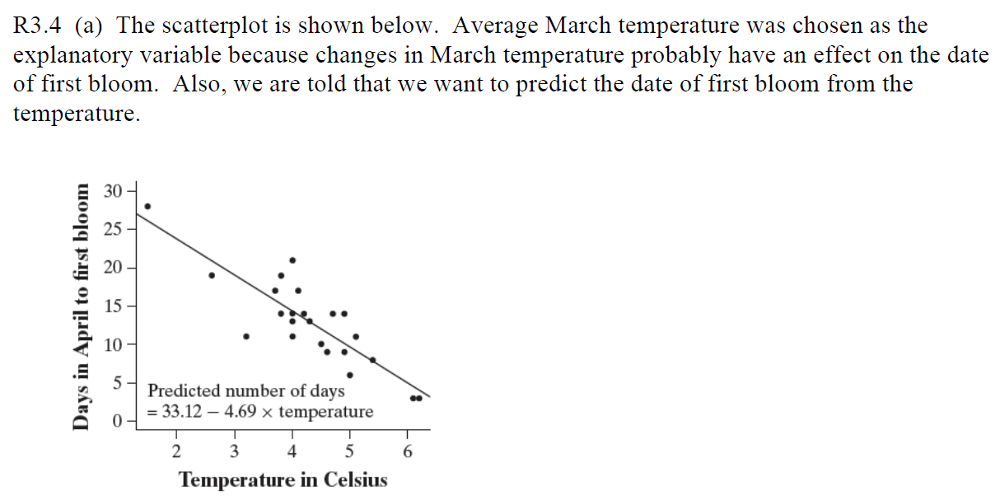 R3.4 (a) The scatterplot is shown below. Average March temperature was chosen as the
explanatory variable because changes in March temperature probably have an effect on the date
of first bloom. Also, we are told that we want to predict the date of first bloom from the
temperature.
Days in April to first bloom
30
25
20
15
10
5
0
Predicted number of days
= 33.12 – 4.69 × temperature
2 3 4 5 6
Temperature in Celsius